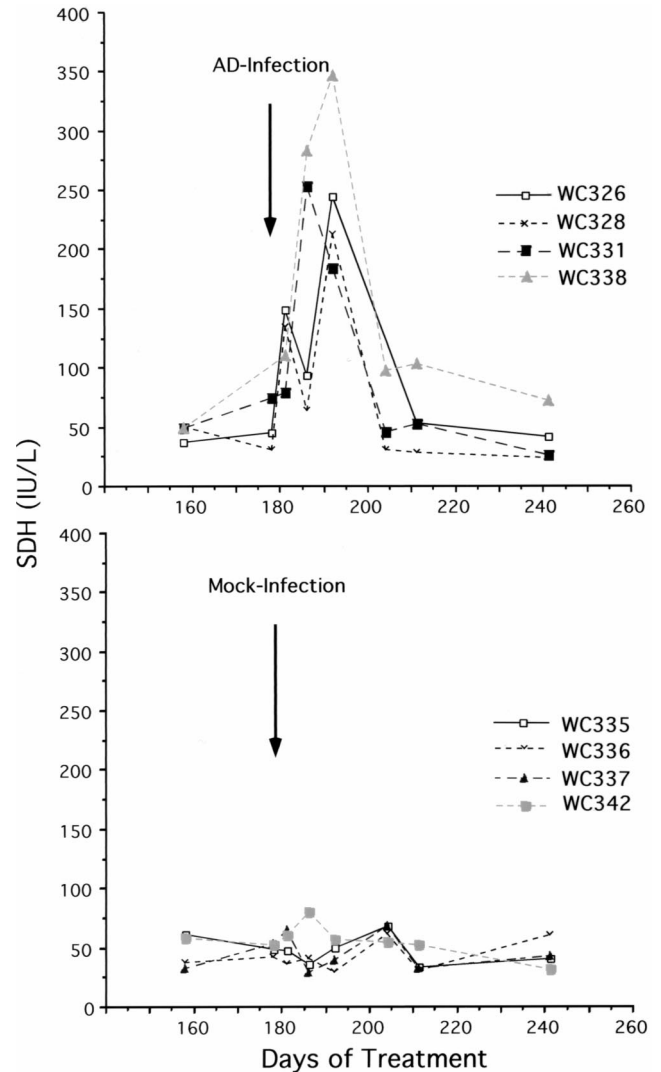 400
350
AD-Infection
300
250
WC326
WC328
200
WC331
WC338
150
100
50
0
160 180 200 220 240 260
SDH (IU/L)
400
Mock-Infection
350
300
250
WC335
WC336
200
WC337
WC342
150
100
50
0
160 180 200 220 240 260
Days of Treatment